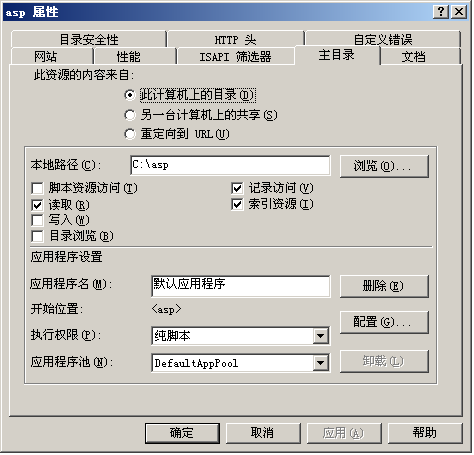 asp 属性
目录安全性 HTTP 头 自定义错误
网站 性能 ISAPI 筛选器 主目录 文档
此资源的内容来自:
此计算机上的目录(D)
另一台计算机上的共享(S)
重定向到 URL(U)
本地路径(C): C:\asp 浏览(O)...
脚本资源访问(T) 记录访问(V)
读取(R) 索引资源(I)
写入(W)
目录浏览(B)
应用程序设置
应用程序名(M): 默认应用程序 删除(E)
开始位置: <asp>
配置(G)...
执行权限(P): 纯脚本
应用程序池(N): DefaultAppPool 卸载(L)
确定 取消 应用(A) 帮助